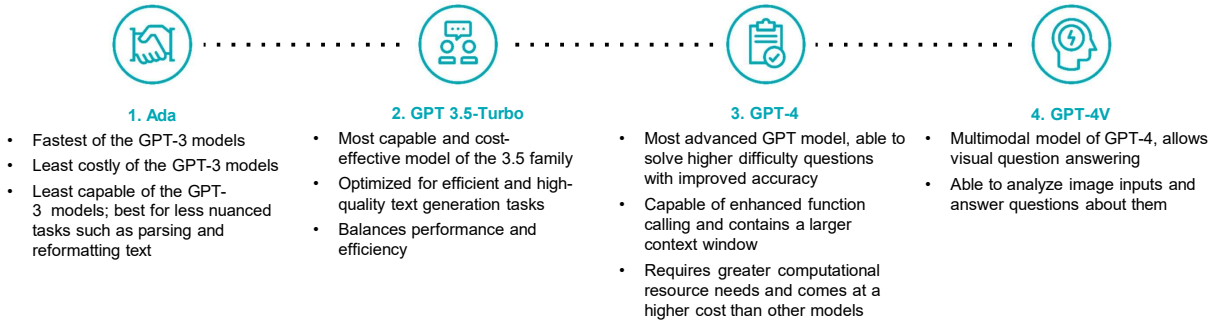 1. Ada
• Fastest of the GPT-3 models
• Least costly of the GPT-3 models
• Least capable of the GPT-
3 models; best for less nuanced
tasks such as parsing and
reformatting text
2. GPT 3.5-Turbo
• Most capable and cost-
effective model of the 3.5 family
• Optimized for efficient and high-
quality text generation tasks
• Balances performance and
efficiency
3. GPT-4
• Most advanced GPT model, able to
solve higher difficulty questions
with improved accuracy
• Capable of enhanced function
calling and contains a larger
context window
• Requires greater computational
resource needs and comes at a
higher cost than other models
4. GPT-4V
• Multimodal model of GPT-4, allows
visual question answering
• Able to analyze image inputs and
answer questions about them